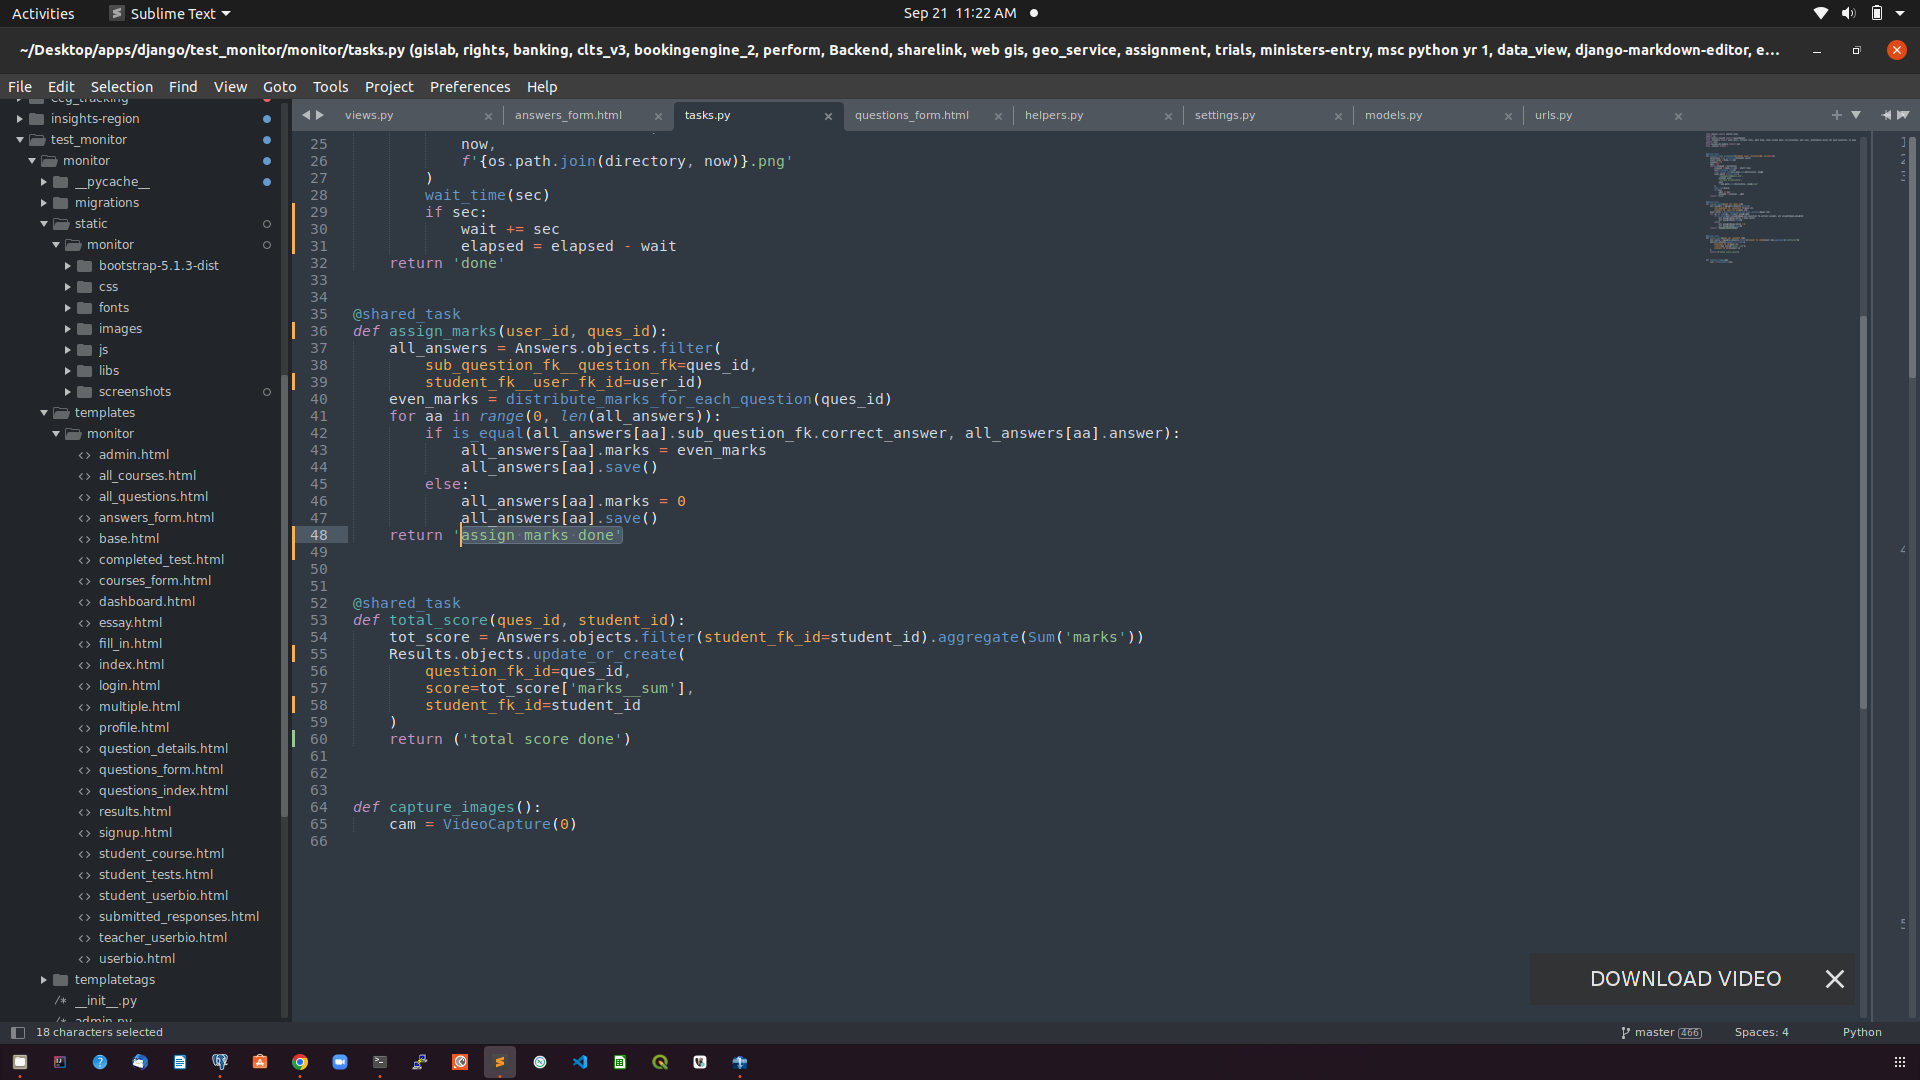 Activities
Sublime Text
Sep 21 11:22 AM
~/Desktop/apps/django/test_monitor/monitor/tasks.py (gislab, rights, banking, clts_v3, bookingengine_2, perform, Backend, sharelink, web gis, geo_service, assignment, trials, ministers-entry, msc python yr 1, data_view, django-markdown-editor, e...
File Edit Selection Find View Goto Tools Project Preferences Help
views.py
answers_form.html
tasks.py
questions_form.html
helpers.py
settings.py
models.py
urls.py
insights-region
test_monitor
monitor
__pycache__
migrations
static
monitor
bootstrap-5.1.3-dist
css
fonts
images
js
libs
screenshots
templates
monitor
admin.html
all_courses.html
all_questions.html
answers_form.html
base.html
completed_test.html
courses_form.html
dashboard.html
essay.html
fill_in.html
index.html
login.html
multiple.html
profile.html
question_details.html
questions_form.html
questions_index.html
results.html
signup.html
student_course.html
student_tests.html
student_userbio.html
submitted_responses.html
teacher_userbio.html
userbio.html
templatetags
/* __init__.py
/* admin.py
25 now,
26 f'{os.path.join(directory, now)}.png'
27 )
28 wait_time(sec)
29 if sec:
30 wait += sec
31 elapsed = elapsed - wait
32 return 'done'
33
34
35 @shared_task
36 def assign_marks(user_id, ques_id):
37 all_answers = Answers.objects.filter(
38 sub_question_fk__question_fk=ques_id,
39 student_fk__user_fk_id=user_id)
40 even_marks = distribute_marks_for_each_question(ques_id)
41 for aa in range(0, len(all_answers)):
42 if is_equal(all_answers[aa].sub_question_fk.correct_answer, all_answers[aa].answer):
43 all_answers[aa].marks = even_marks
44 all_answers[aa].save()
45 else:
46 all_answers[aa].marks = 0
47 all_answers[aa].save()
48 return 'assign marks done'
49
50
51
52 @shared_task
53 def total_score(ques_id, student_id):
54 tot_score = Answers.objects.filter(student_fk_id=student_id).aggregate(Sum('marks'))
55 Results.objects.update_or_create(
56 question_fk_id=ques_id,
57 score=tot_score['marks__sum'],
58 student_fk_id=student_id
59 )
60 return ('total score done')
61
62
63
64 def capture_images():
65 cam = VideoCapture(0)
66
DOWNLOAD VIDEO
18 characters selected
master 466
Spaces: 4
Python